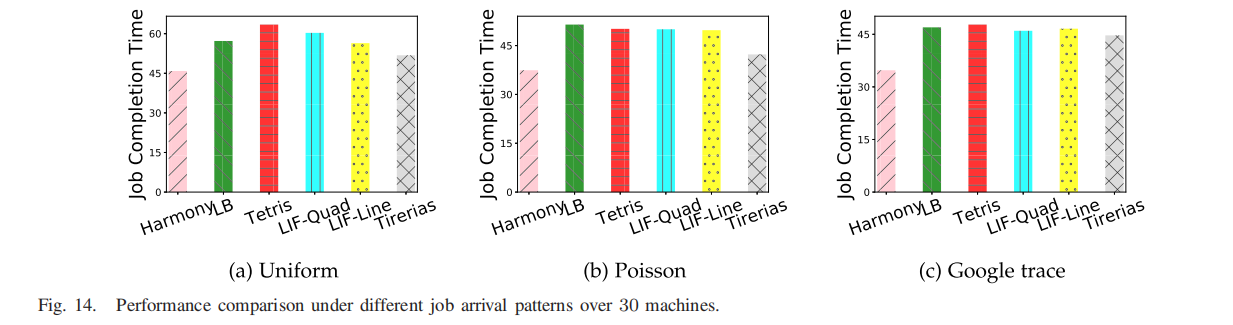 Job Completion Time
60
45
30
15
0
Harmony
LB
Tetris
LIF-Quad
LIF-Line
Tirerias
(a) Uniform
Job Completion Time
45
30
15
0
Harmony
LB
Tetris
LIF-Quad
LIF-Line
Tirerias
(b) Poisson
Job Completion Time
45
30
15
0
Harmony
LB
Tetris
LIF-Quad
LIF-Line
Tirerias
(c) Google trace
Fig. 14. Performance comparison under different job arrival patterns over 30 machines.